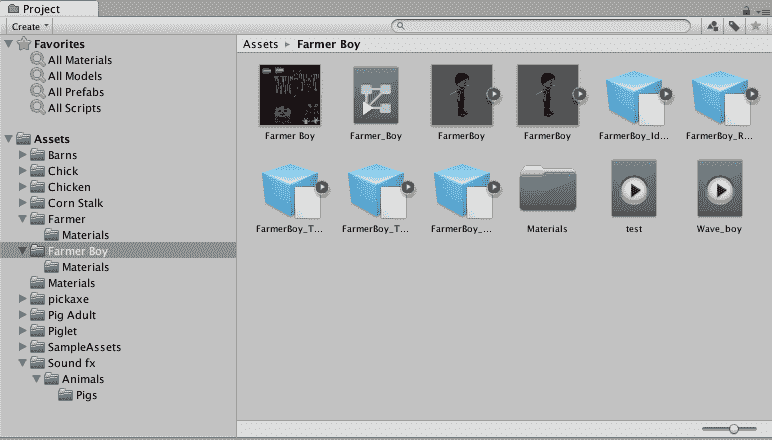 Project
Create
Favorites
All Materials
All Models
All Prefabs
All Scripts
Assets
Barns
Chick
Chicken
Corn Stalk
Farmer
Materials
Farmer Boy
Materials
Materials
pickaxe
Pig Adult
Piglet
SampleAssets
Sound fx
Animals
Pigs
Assets Farmer Boy
Farmer Boy Farmer_Boy FarmerBoy FarmerBoy FarmerBoy_Id... FarmerBoy_R...
FarmerBoy_T... FarmerBoy_T... FarmerBoy_... Materials test Wave_boy